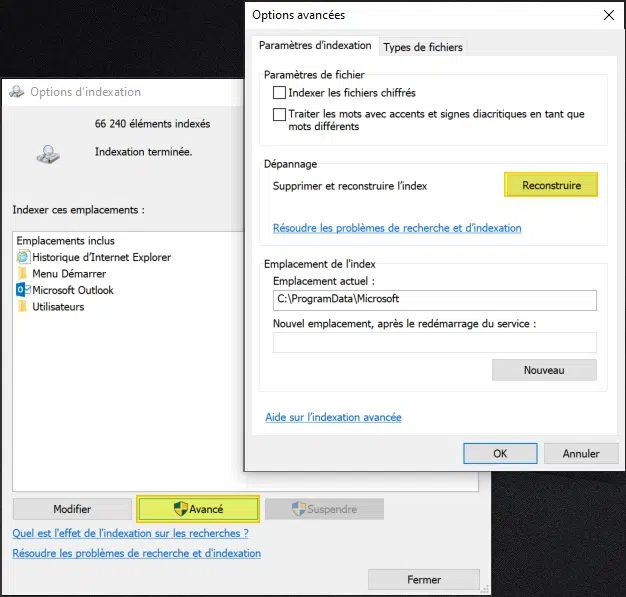 Options avancées
Paramètres d'indexation
Types de fichiers
Paramètres de fichier
Indexer les fichiers chiffrés
Traiter les mots avec accents et signes diacritiques en tant que
mots différents
Dépannage
Supprimer et reconstruire l'index
Reconstruire
Résoudre les problèmes de recherche et d'indexation
Emplacement de l'index
Emplacement actuel :
C:\ProgramData\Microsoft
Nouvel emplacement, après le redémarrage du service :
Nouveau
Aide sur l'indexation avancée
OK
Annuler
Options d'indexation
66 240 éléments indexés
Indexation terminée.
Indexer ces emplacements :
Emplacements inclus
Historique d'Internet Explorer
Menu Démarrer
Microsoft Outlook
Utilisateurs
Modifier
Avancé
Suspendre
Quel est l'effet de l'indexation sur les recherches ?
Résoudre les problèmes de recherche et d'indexation
Fermer